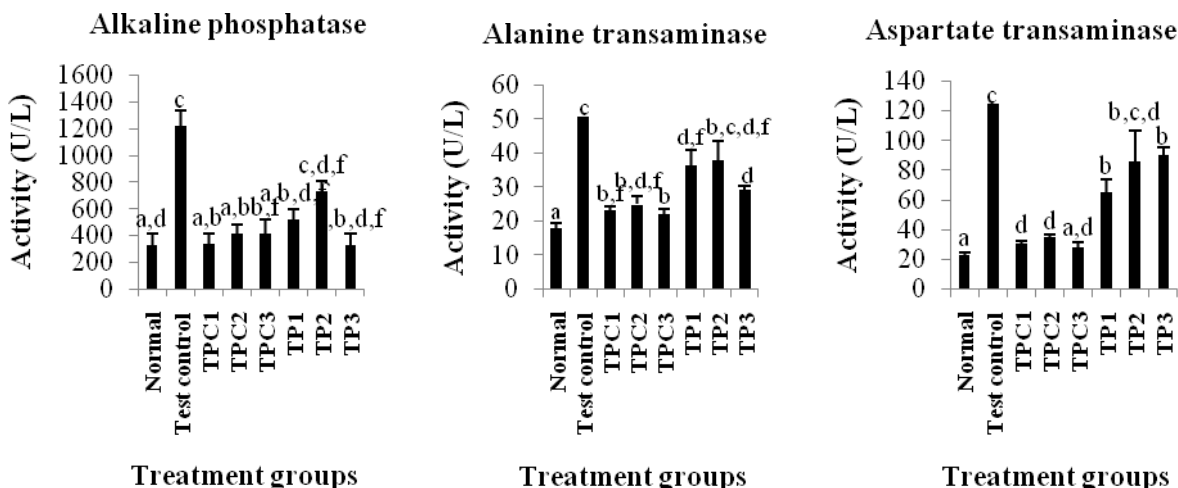 Alkaline phosphatase
Activity (U/L)
1600
1400
1200
1000
800
600
400
200
0
a,d
c
a,b
a,b
b,f
a,b
b,d,f
c,d,f
,b,d,f
Normal
Test control
TPC1
TPC2
TPC3
TP1
TP2
TP3
Treatment groups
Alanine transaminase
Activity (U/L)
60
50
40
30
20
10
0
a
c
b,f
b,d,f
b
d,f
b,c,d,f
d
Normal
Test control
TPC1
TPC2
TPC3
TP1
TP2
TP3
Aspartate transaminase
Activity (U/L)
140
120
100
80
60
40
20
0
a
c
d
d
a,d
b
b,c,d
b
Normal
Test control
TPC1
TPC2
TPC3
TP1
TP2
TP3
Treatment groups
Treatment groups